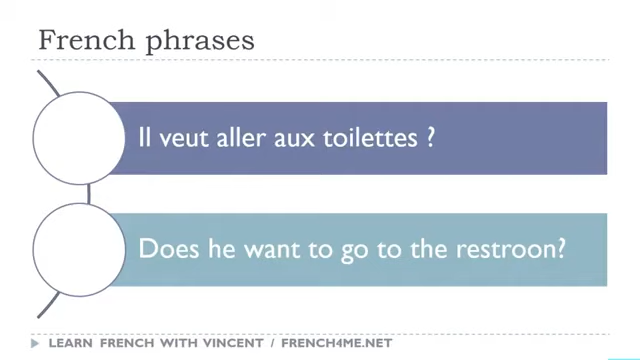 French phrases
Il veut aller aux toilettes ?
Does he want to go to the restroon?
LEARN FRENCH WITH VINCENT / FRENCH4ME.NET